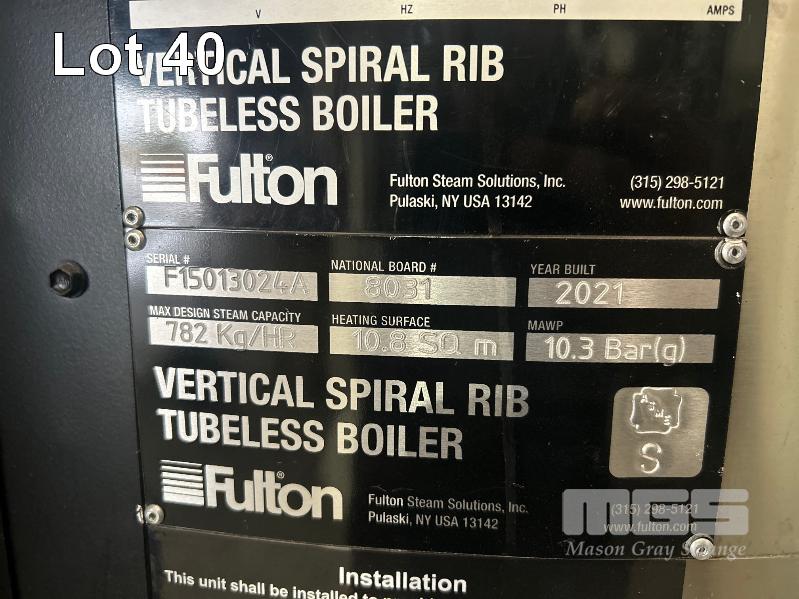 V HZ PH AMPS
Lot 40
VERTICAL SPIRAL RIB
TUBELESS BOILER
Fulton®
Fulton Steam Solutions, Inc. (315) 298-5121
Pulaski, NY USA 13142 www.fulton.com
SERIAL # NATIONAL BOARD # YEAR BUILT
F15013024A 8031 2021
MAX DESIGN STEAM CAPACITY HEATING SURFACE MAWP
782 Kg/HR 10.8 SQ m 10.3 Bar(g)
VERTICAL SPIRAL RIB
TUBELESS BOILER
ASME
S
Fulton®
Fulton Steam Solutions, Inc. (315) 298-5121
Pulaski, NY USA 13142 www.fulton.com
MGS
Mason Gray Strange
Installation
This unit shall be installed to